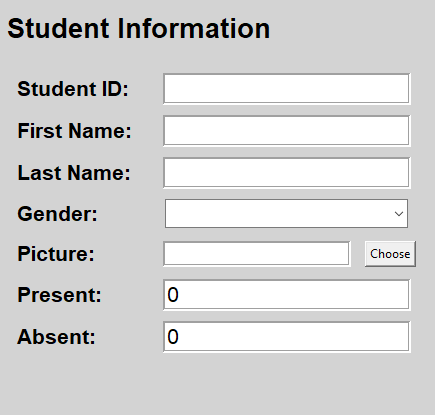 Student Information
Student ID:
First Name:
Last Name:
Gender:
Picture: Choose
Present: 0
Absent: 0